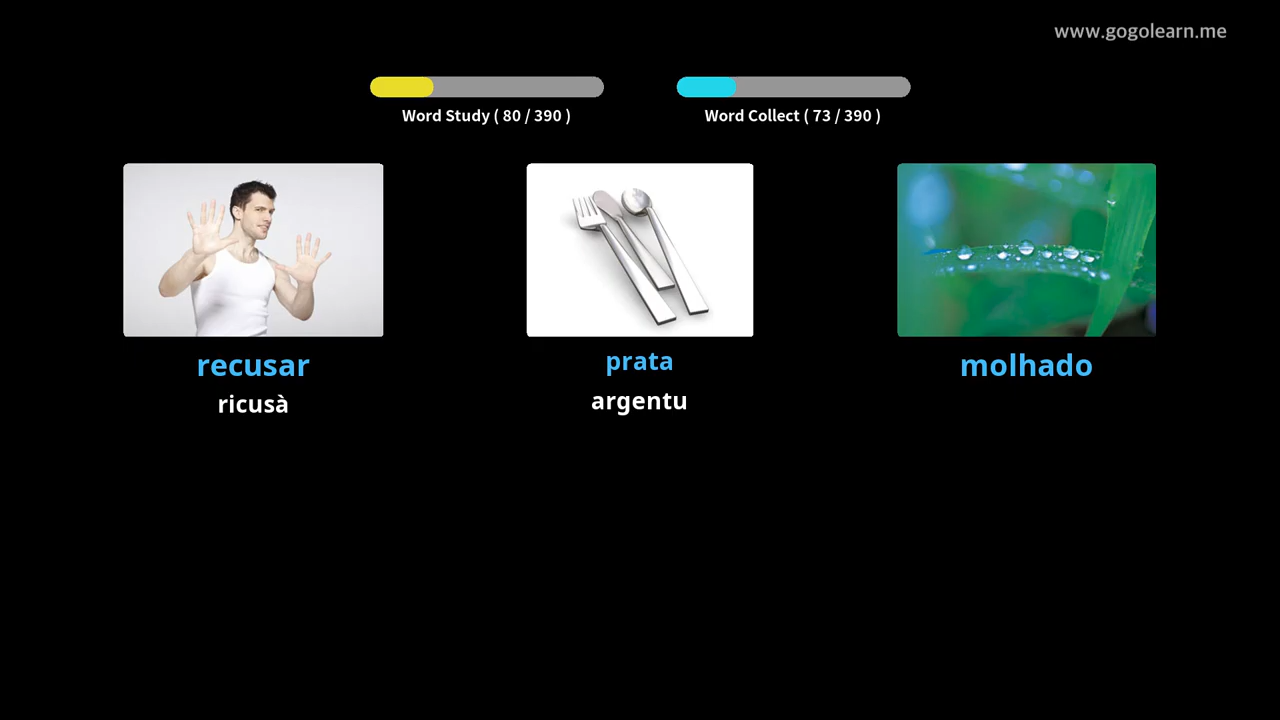 www.gogolearn.me
Word Study ( 80 / 390 )
Word Collect ( 73 / 390 )
recusar
ricusà
prata
argentu
molhado